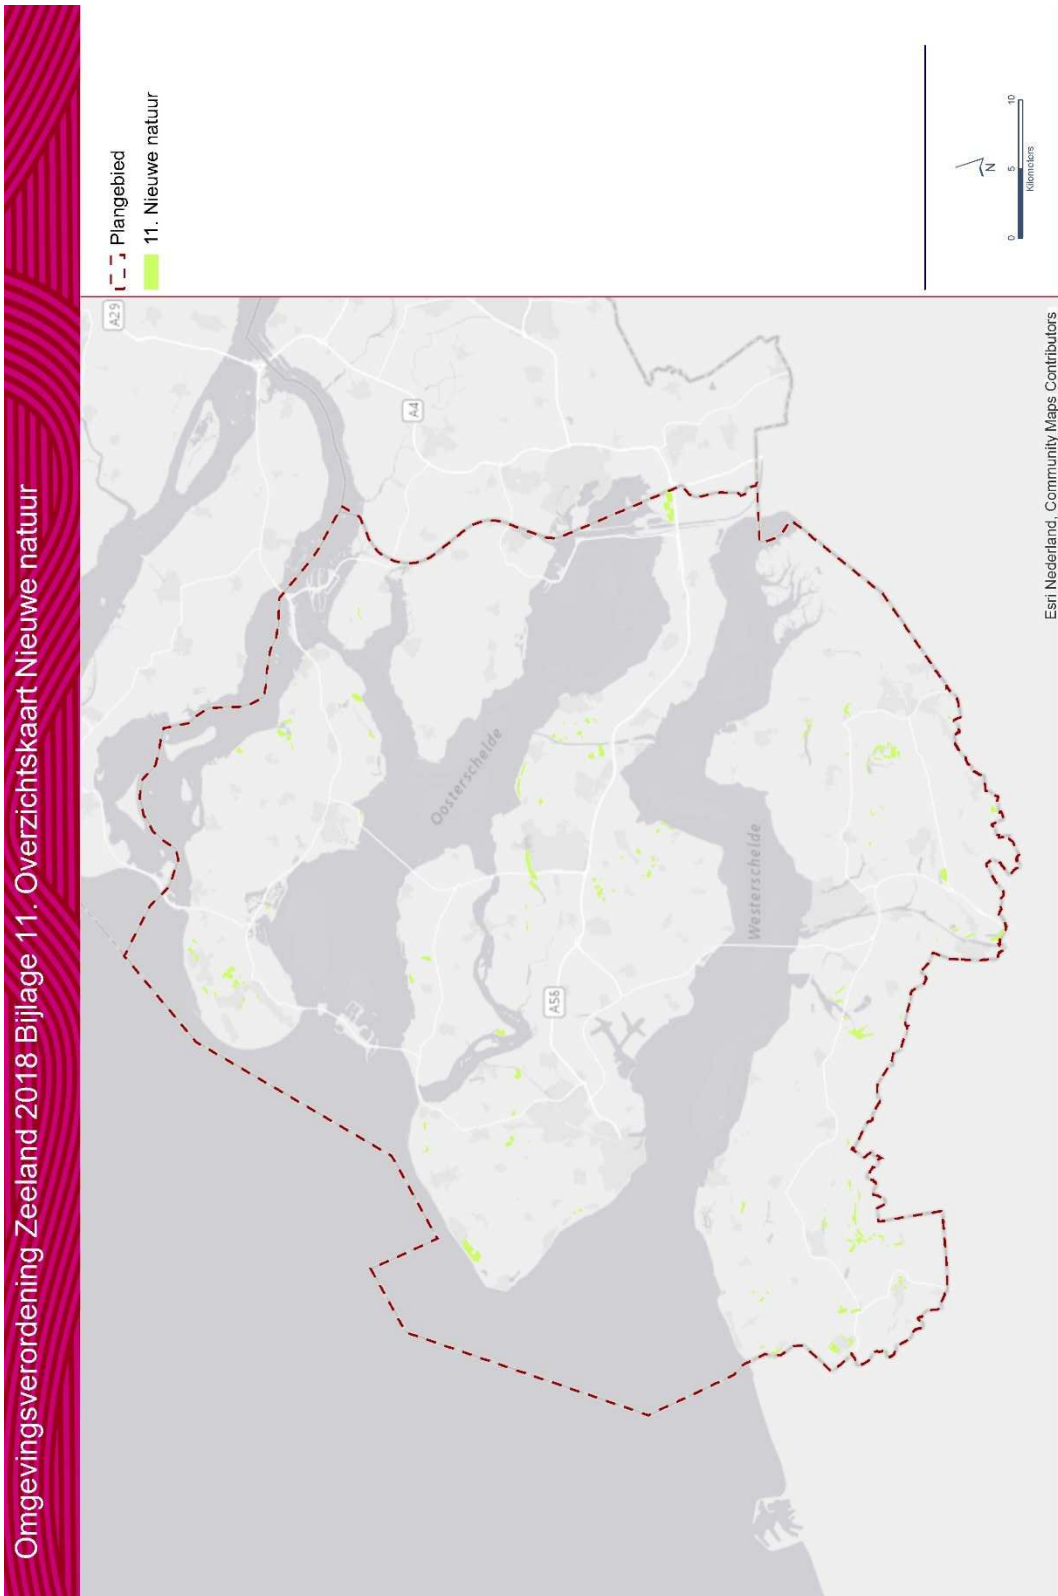 Omgevingsverordening Zeeland 2018 Bijlage 11. Overzichtskaart Nieuwe natuur
Plangebied
11. Nieuwe natuur
A29
A4
Oosterschelde
A58
Westerschelde
N
0 5 10
Kilometers
Esri Nederland, Community Maps Contributors